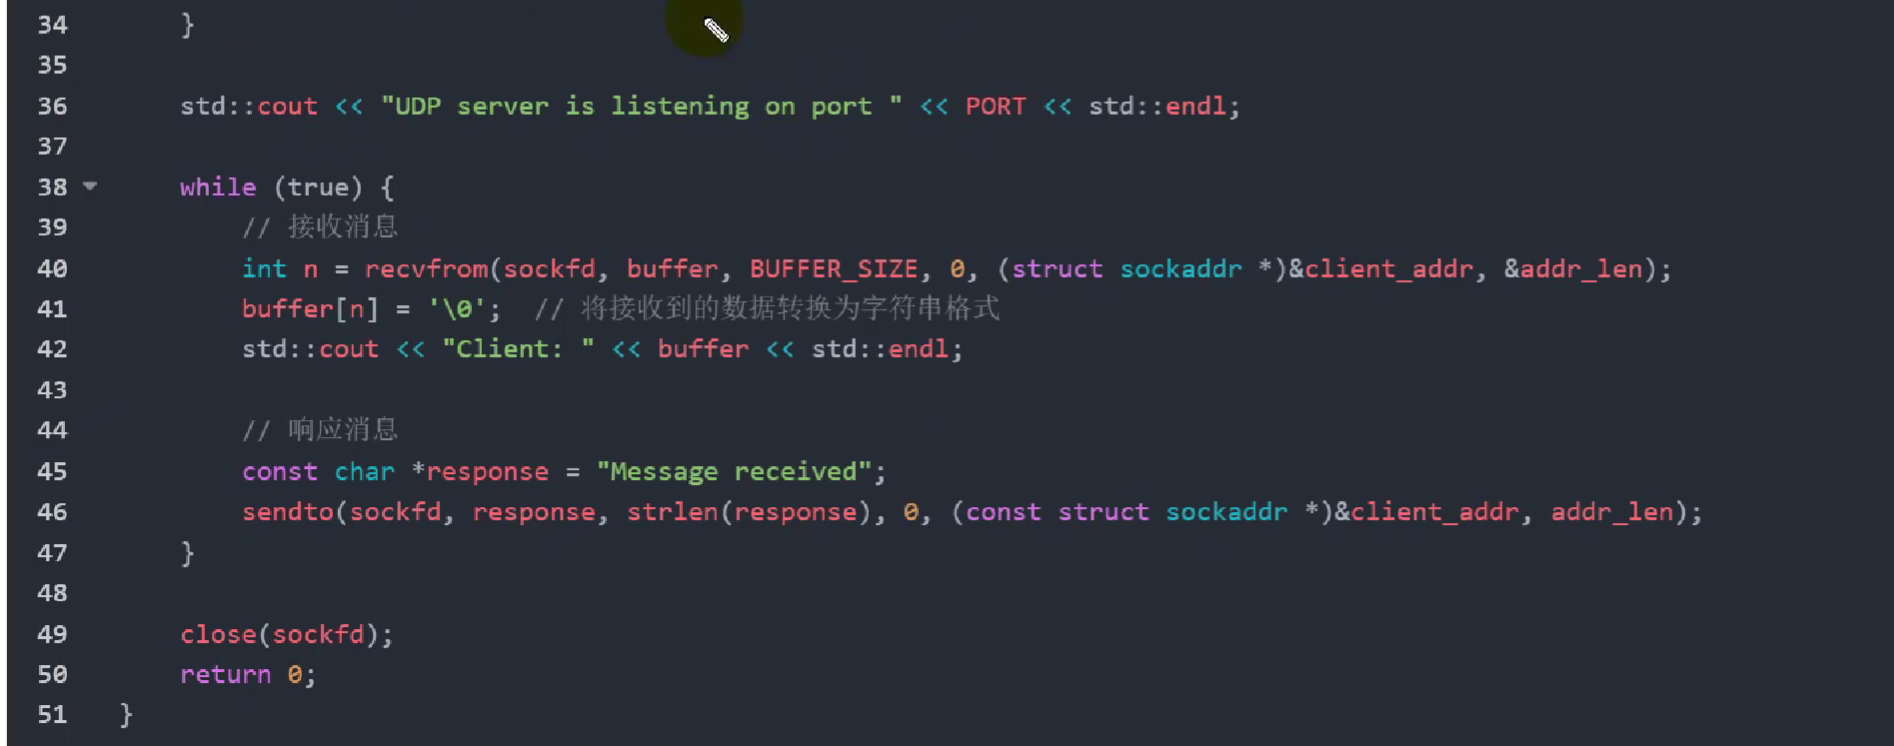 34 }
35
36 std::cout << "UDP server is listening on port " << PORT << std::endl;
37
38 while (true) {
39 // 接收消息
40 int n = recvfrom(sockfd, buffer, BUFFER_SIZE, 0, (struct sockaddr *)&client_addr, &addr_len);
41 buffer[n] = '\0'; // 将接收到的数据转换为字符串格式
42 std::cout << "Client: " << buffer << std::endl;
43
44 // 响应消息
45 const char *response = "Message received";
46 sendto(sockfd, response, strlen(response), 0, (const struct sockaddr *)&client_addr, addr_len);
47 }
48
49 close(sockfd);
50 return 0;
51 }